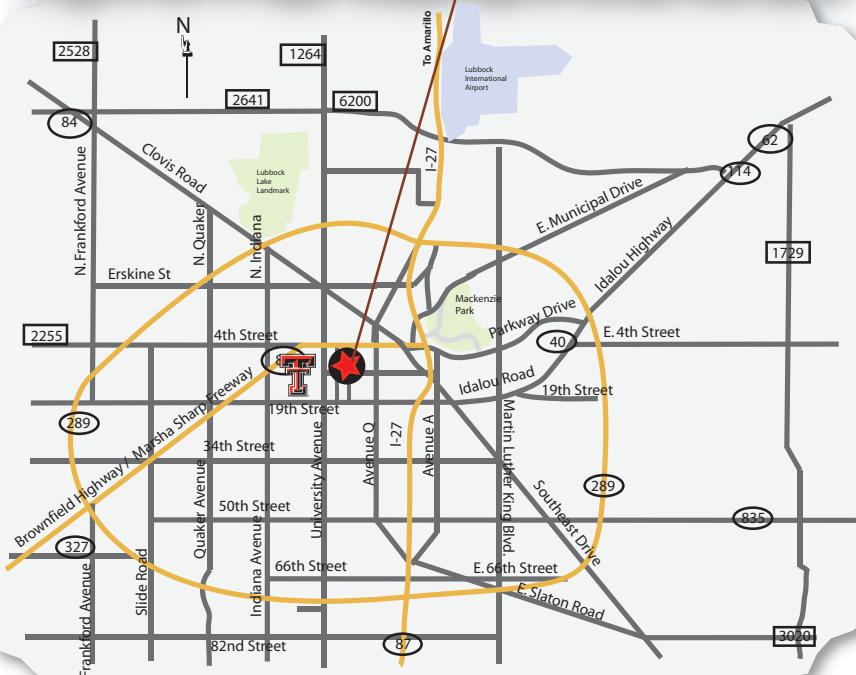 N
To Amarillo
2528
1264
Lubbock
International
Airport
2641
6200
84
62
Clovis Road
I-27
114
Lubbock
Lake
Landmark
N. Frankford Avenue
N. Quaker
N. Indiana
E. Municipal Drive
Idalou Highway
1729
Erskine St
Mackenzie
Park
Parkway Drive
2255
4th Street
40
E. 4th Street
T
Idalou Road
19th Street
19th Street
289
Brownfield Highway / Marsha Sharp Freeway
34th Street
University Avenue
Avenue Q
I-27
Avenue A
Martin Luther King Blvd.
Quaker Avenue
289
50th Street
Southeast Drive
835
327
Slide Road
Indiana Avenue
66th Street
E. 66th Street
Frankford Avenue
E. Slaton Road
82nd Street
87
3020